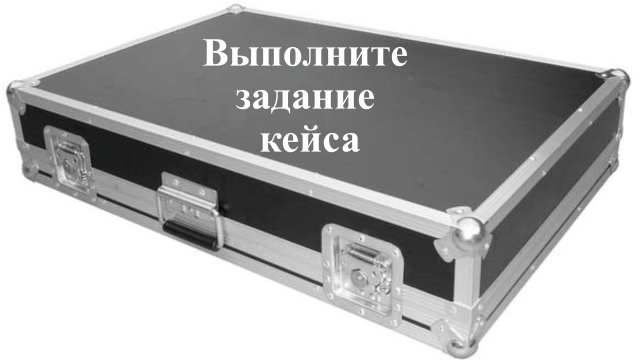 Выполните
задание
кейса